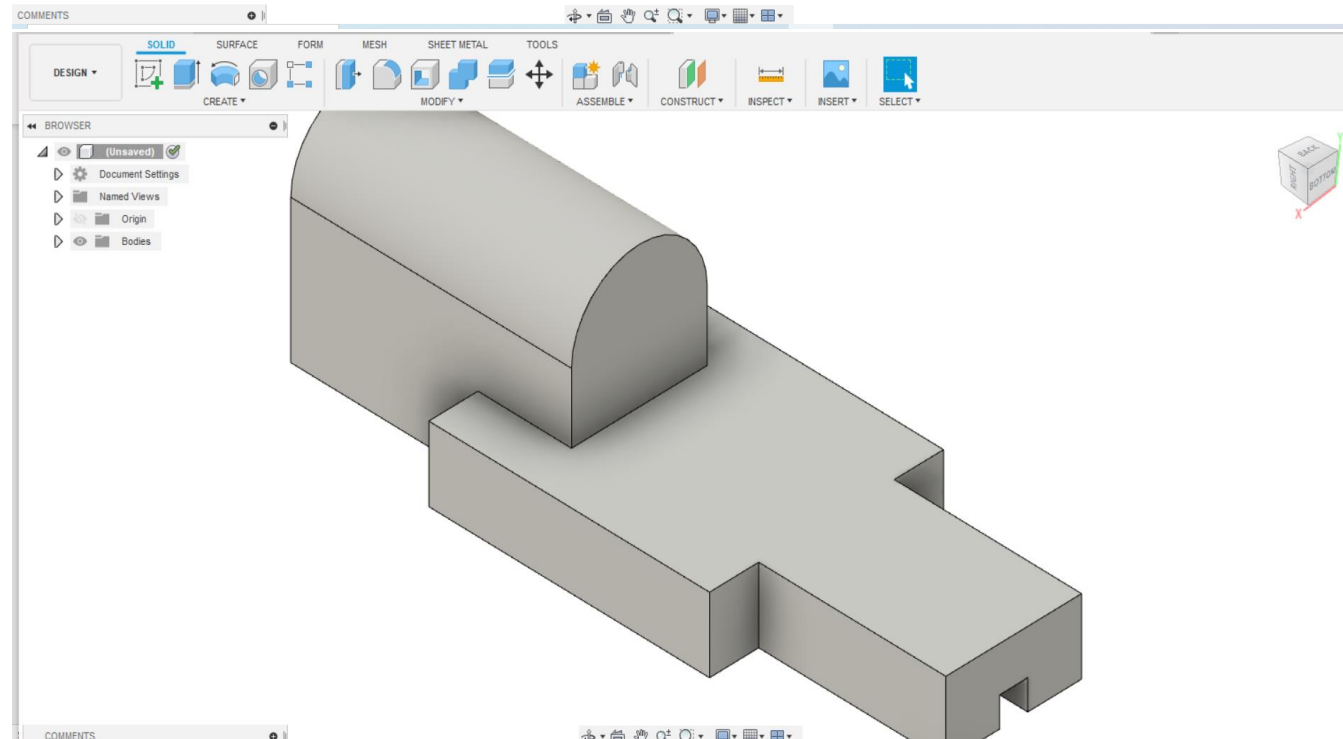 COMMENTS
SOLID SURFACE FORM MESH SHEET METAL TOOLS
DESIGN
CREATE MODIFY ASSEMBLE CONSTRUCT INSPECT INSERT SELECT
BROWSER
(Unsaved)
Document Settings
Named Views
Origin
Bodies
BACK
RIGHT
BOTTOM
Y
X
COMMENTS